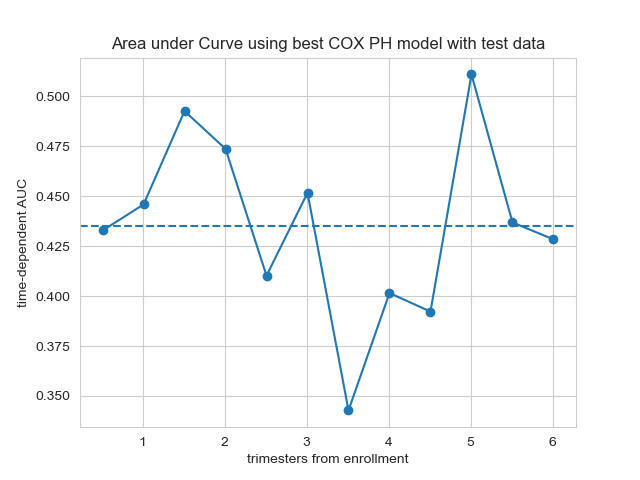 Area under Curve using best COX PH model with test data
time-dependent AUC
0.500
0.475
0.450
0.425
0.400
0.375
0.350
1 2 3 4 5 6
trimesters from enrollment